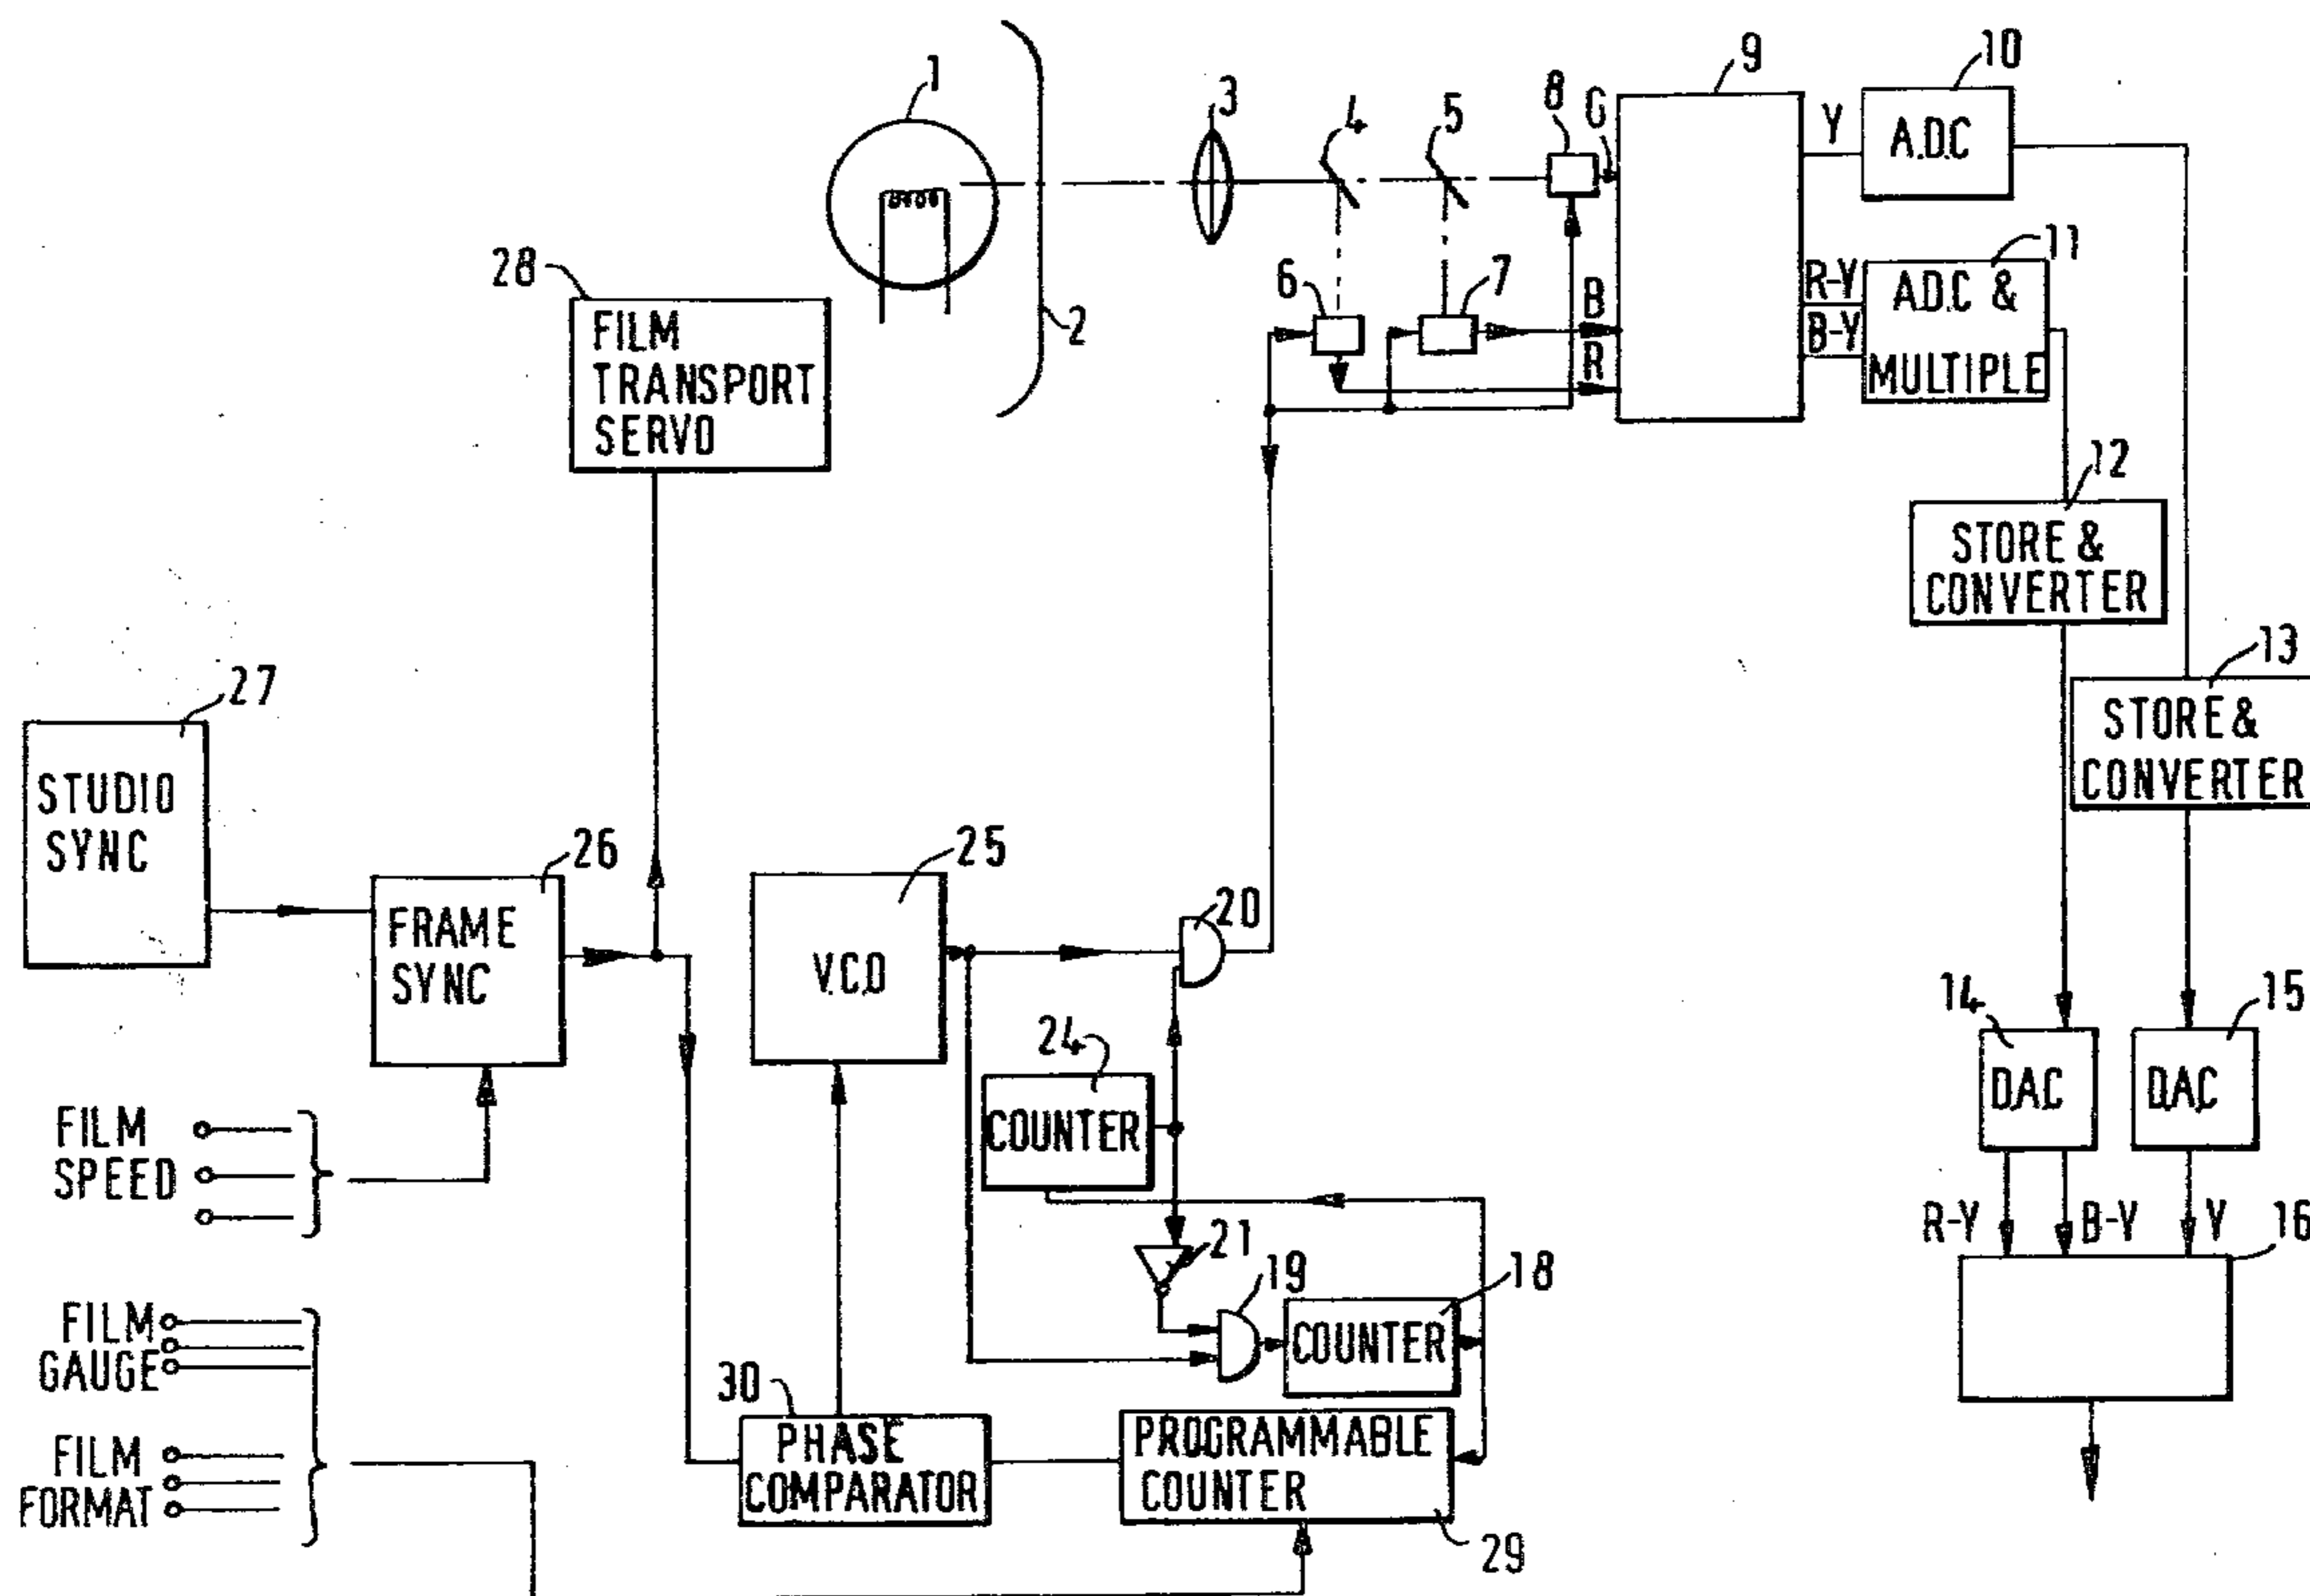 1
2
3
4
5
6
7
8
G
9
Y
10
A.D.C
B
R
R-Y
B-Y
11
A.D.C &
MULTIPLE
28
FILM
TRANSPORT
SERVO
12
STORE &
CONVERTER
13
STORE &
CONVERTER
27
STUDIO
SYNC
26
FRAME
SYNC
25
V.C.O
20
24
COUNTER
14
D.A.C
15
D.A.C
FILM
SPEED
R-Y
B-Y
Y
16
21
19
18
COUNTER
FILM
GAUGE
FILM
FORMAT
30
PHASE
COMPARATOR
PROGRAMMABLE
COUNTER
29